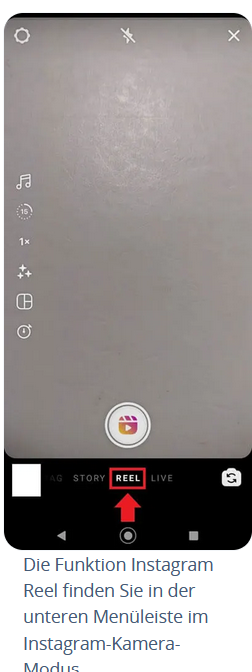 15
1×
AG STORY REEL LIVE
Die Funktion Instagram
Reel finden Sie in der
unteren Menüleiste im
Instagram-Kamera-
Modus.